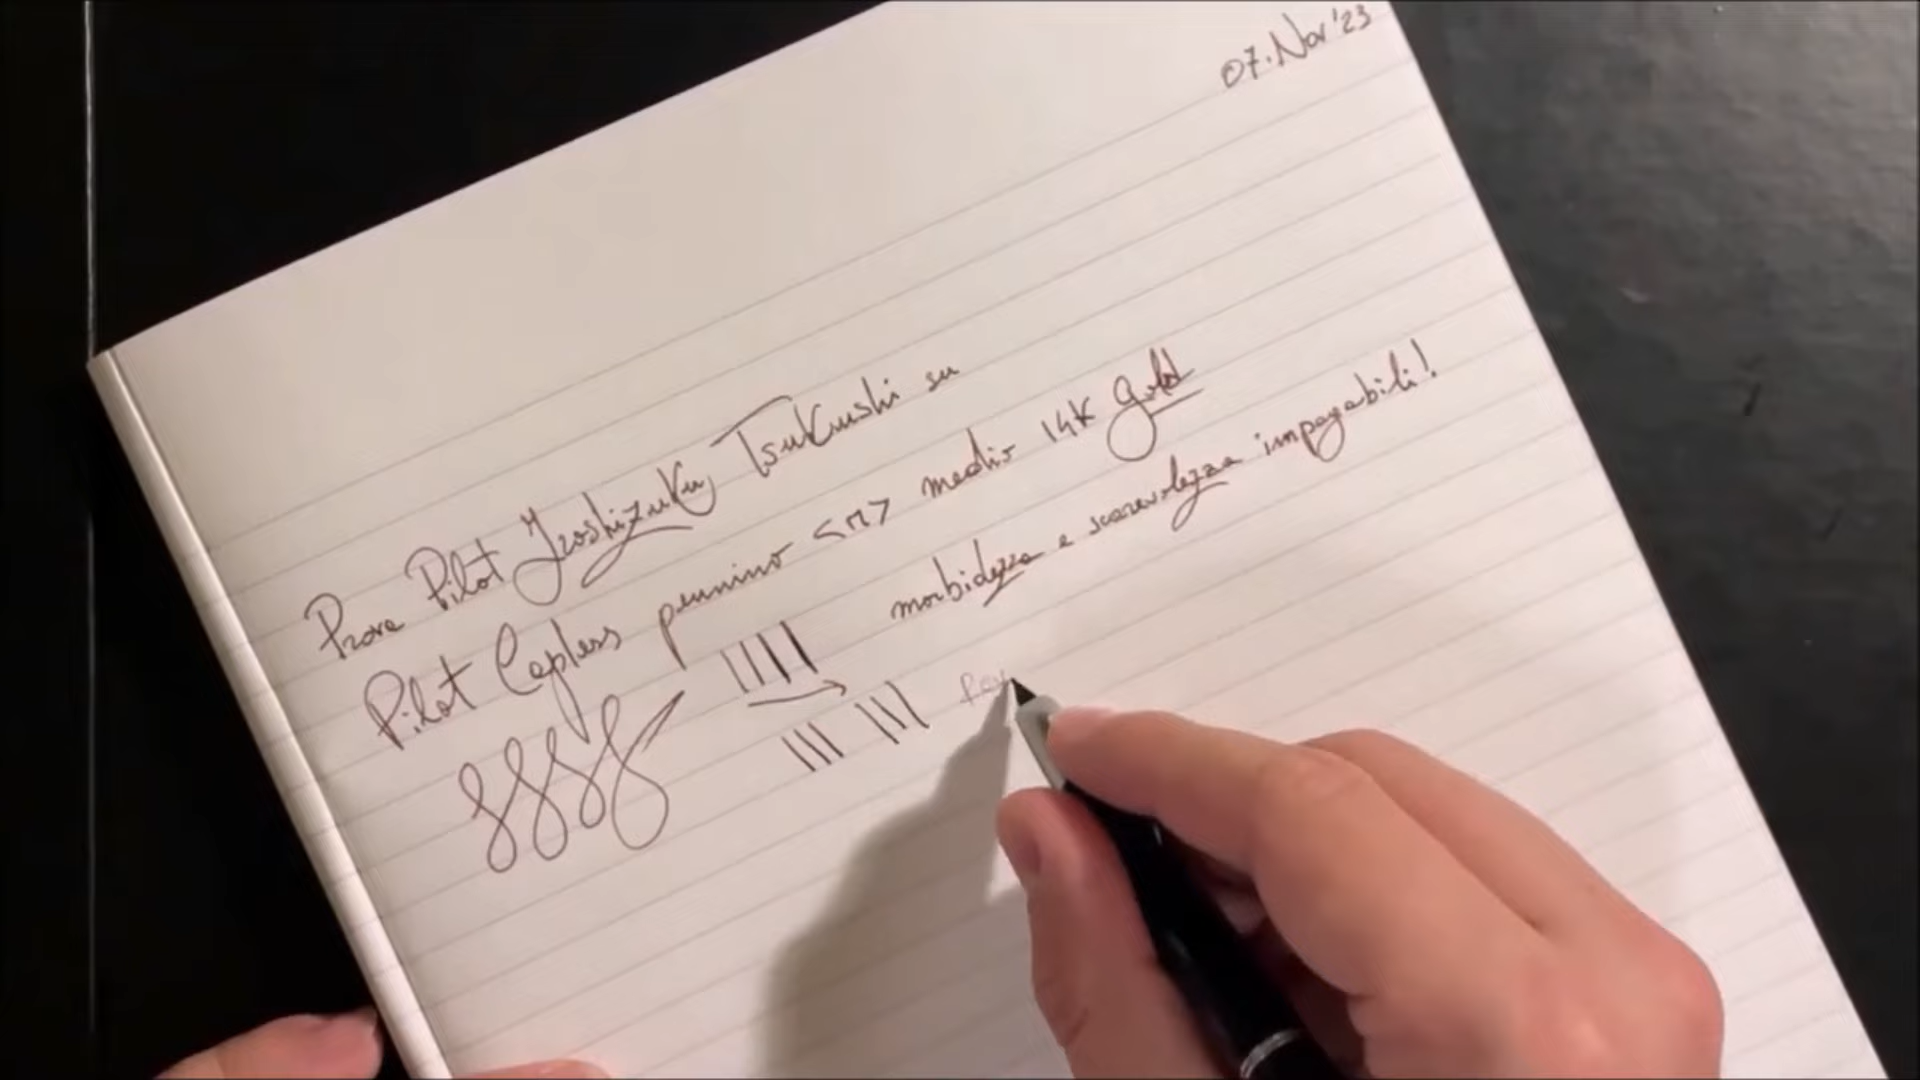 07.Nov'23
Prova Pilot Iroshizuku Tsukushi su
Pilot Capless pennino <M> medio 14K Gold
morbidezza e scorrevolezza impagabili!